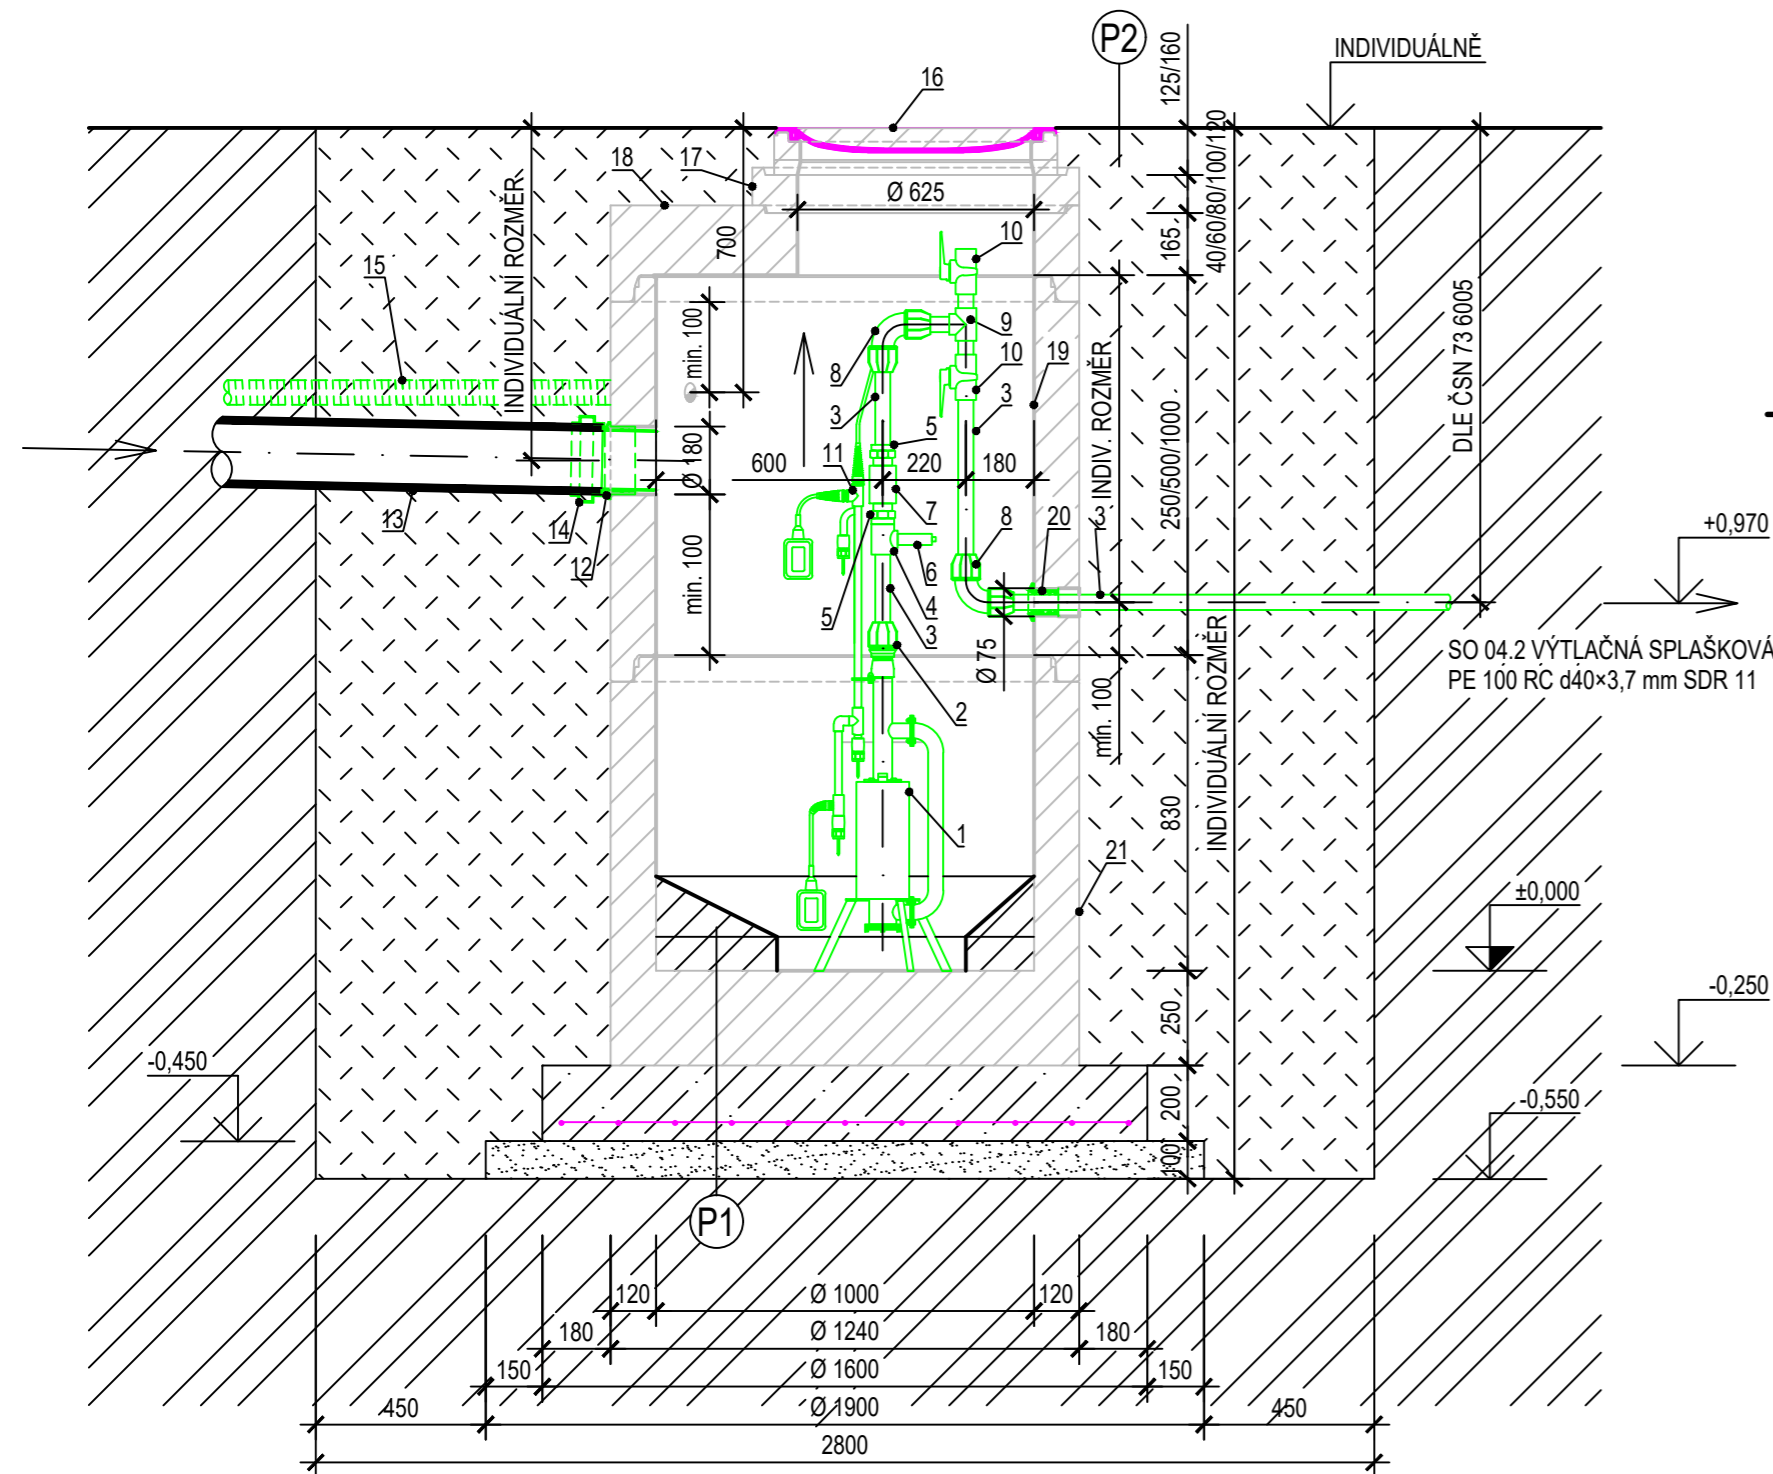 P2
INDIVIDUÁLNĚ
125/160
16
40/60/80/100/120
18
17
Ø 625
INDIVIDUÁLNÍ ROZMĚR
700
165
10
15
9
min. 100
8
10
19
3
3
INDIV. ROZMĚR
250/500/1000
DLE ČSN 73 6005
5
Ø 180
11
600
220
180
13
14
7
8
20
3
12
+0,970
min. 100
6
4
5
3
Ø 75
SO 04.2 VÝTLAČNÁ SPLAŠKOVÁ
PE 100 RC d40×3,7 mm SDR 11
2
min. 100
INDIVIDUÁLNÍ ROZMĚR
830
1
21
±0,000
-0,250
250
-0,450
200
-0,550
100
P1
120
Ø 1000
120
180
Ø 1240
180
150
Ø 1600
150
450
Ø 1900
450
2800